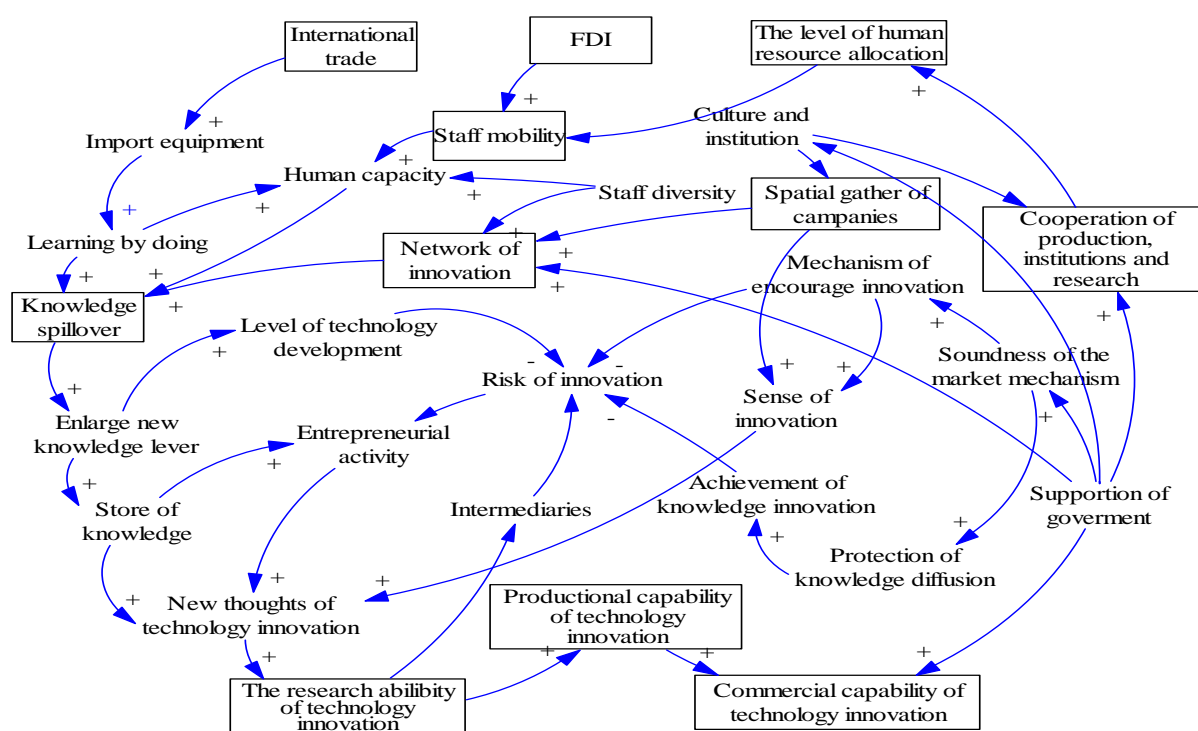 International
trade
FDI
The level of human
resource allocation
+
+
+
Import equipment
Staff mobility
Culture and
institution
+
+
Human capacity
+
Staff diversity
Spatial gather of
campanies
+
+
Learning by doing
+
Network of
innovation
+
+
Cooperation of
production,
institutions and
research
+
+
+
+
Mechanism of
encourage innovation
Knowledge
spillover
Level of technology
development
+
+
+
-
-
Risk of innovation
+
+
Soundness of the
market mechanism
+
Sense of
innovation
-
+
Enlarge new
knowledge lever
Entrepreneurial
activity
+
+
Store of
knowledge
Intermediaries
Achievement of
knowledge innovation
Supportion of
goverment
+
+
Protection of
knowledge diffusion
+
+
+
New thoughts of
technology innovation
Productional capability
of technology
innovation
+
+
+
+
The research abilibity
of technology
innovation
Commercial capability of
technology innovation